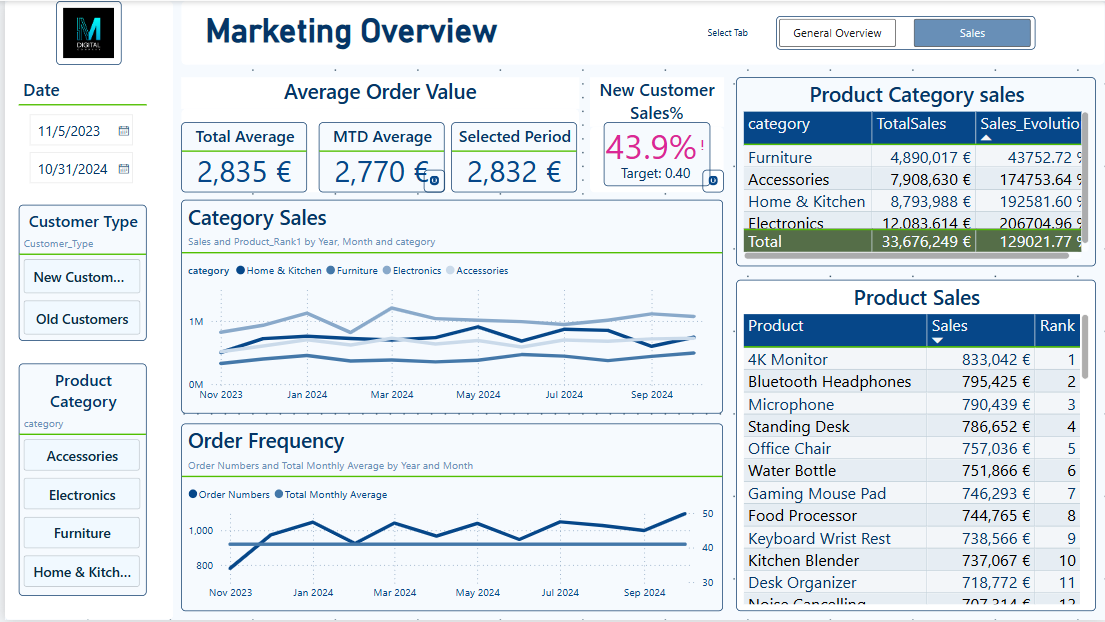 M
DIGITAL
Marketing Overview
Select Tab
General Overview
Sales
Date
11/5/2023
10/31/2024
Customer Type
Customer_Type
New Custom...
Old Customers
Product
Category
category
Accessories
Electronics
Furniture
Home & Kitch...
Average Order Value
Total Average
2,835 €
MTD Average
2,770 €
Selected Period
2,832 €
New Customer
Sales%
43.9%!
Target: 0.40
Category Sales
Sales and Product_Rank1 by Year, Month and category
category Home & Kitchen Furniture Electronics Accessories
1M
0M
Nov 2023 Jan 2024 Mar 2024 May 2024 Jul 2024 Sep 2024
Order Frequency
Order Numbers and Total Monthly Average by Year and Month
Order Numbers Total Monthly Average
1,000
800
50
40
30
Nov 2023 Jan 2024 Mar 2024 May 2024 Jul 2024 Sep 2024
Product Category sales
category TotalSales Sales_Evolutio
Furniture 4,890,017 € 43752.72 %
Accessories 7,908,630 € 174753.64 %
Home & Kitchen 8,793,988 € 192581.60 %
Electronics 12,083,614 € 206704.96 %
Total 33,676,249 € 129021.77 %
Product Sales
Product Sales Rank
4K Monitor 833,042 € 1
Bluetooth Headphones 795,425 € 2
Microphone 790,439 € 3
Standing Desk 786,652 € 4
Office Chair 757,036 € 5
Water Bottle 751,866 € 6
Gaming Mouse Pad 746,293 € 7
Food Processor 744,765 € 8
Keyboard Wrist Rest 738,566 € 9
Kitchen Blender 737,067 € 10
Desk Organizer 718,772 € 11
Noise Cancelling 707,314 € 12